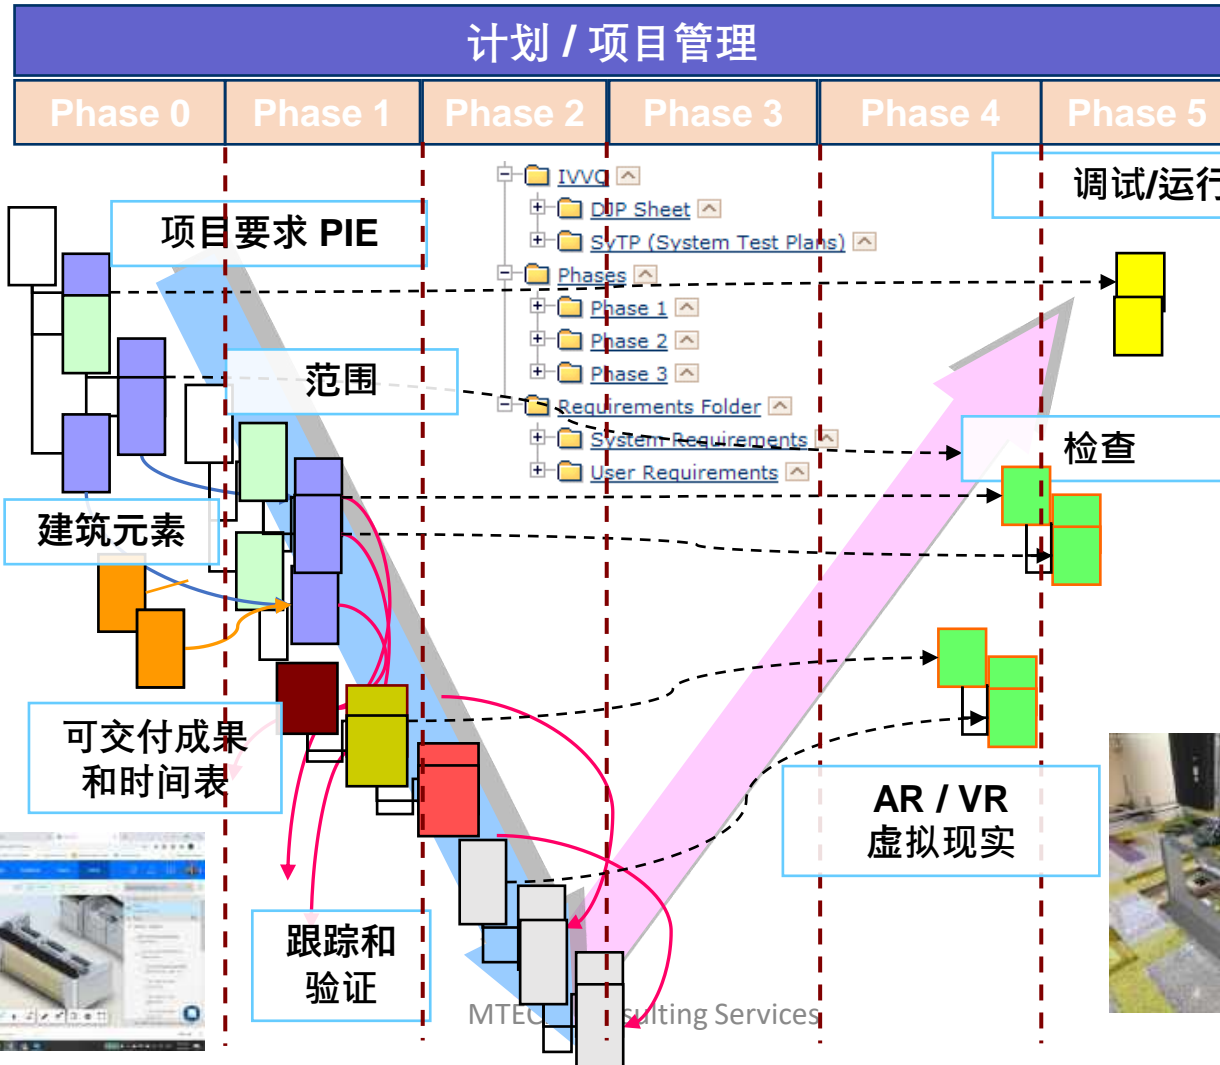 计划 / 项目管理
Phase 0
Phase 1
Phase 2
Phase 3
Phase 4
Phase 5
调试/运行
项目要求 PIE
IVVQ
DJP Sheet
SyTP (System Test Plans)
Phases
Phase 1
Phase 2
Phase 3
Requirements Folder
System Requirements
User Requirements
范围
检查
建筑元素
可交付成果
和时间表
AR / VR
虚拟现实
跟踪和
验证
MTEC
sulting Services